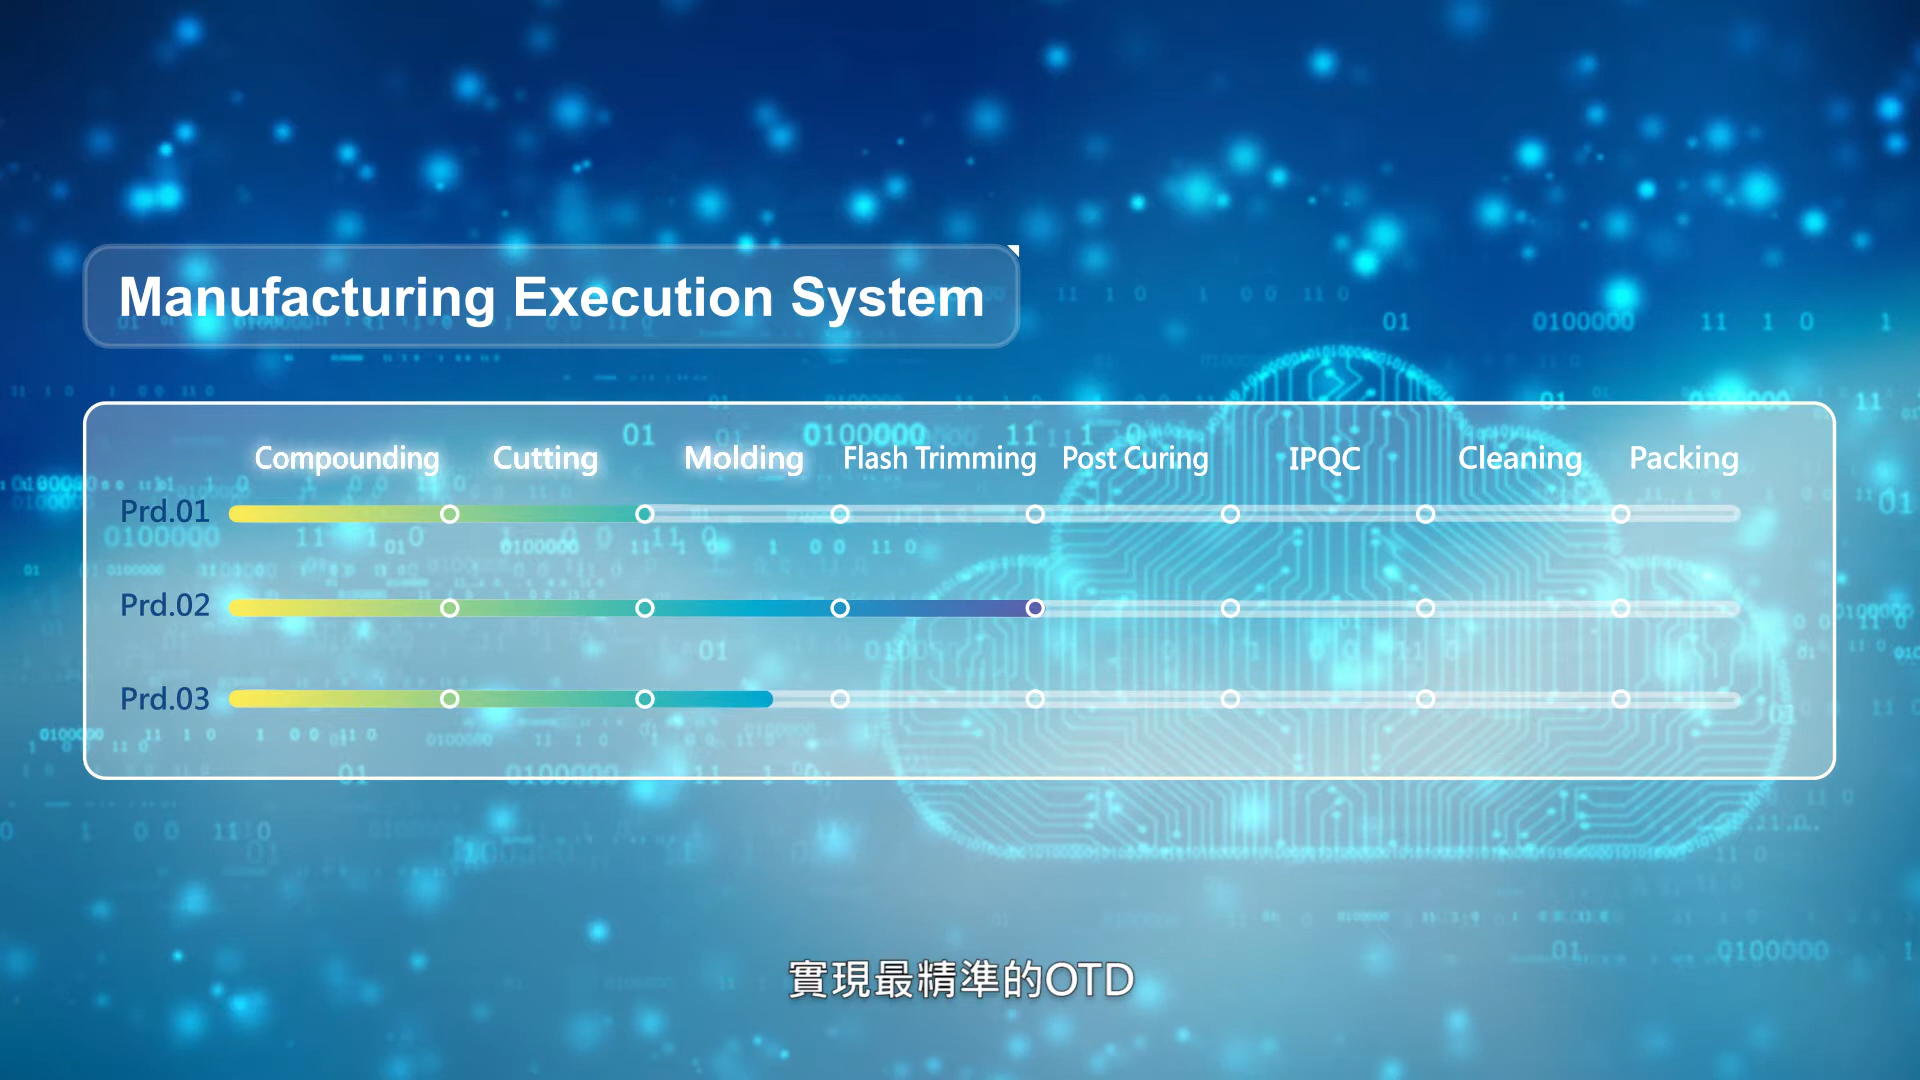 Manufacturing Execution System
Compounding Cutting Molding Flash Trimming Post Curing IPQC Cleaning Packing
Prd.01
Prd.02
Prd.03
實現最精準的OTD